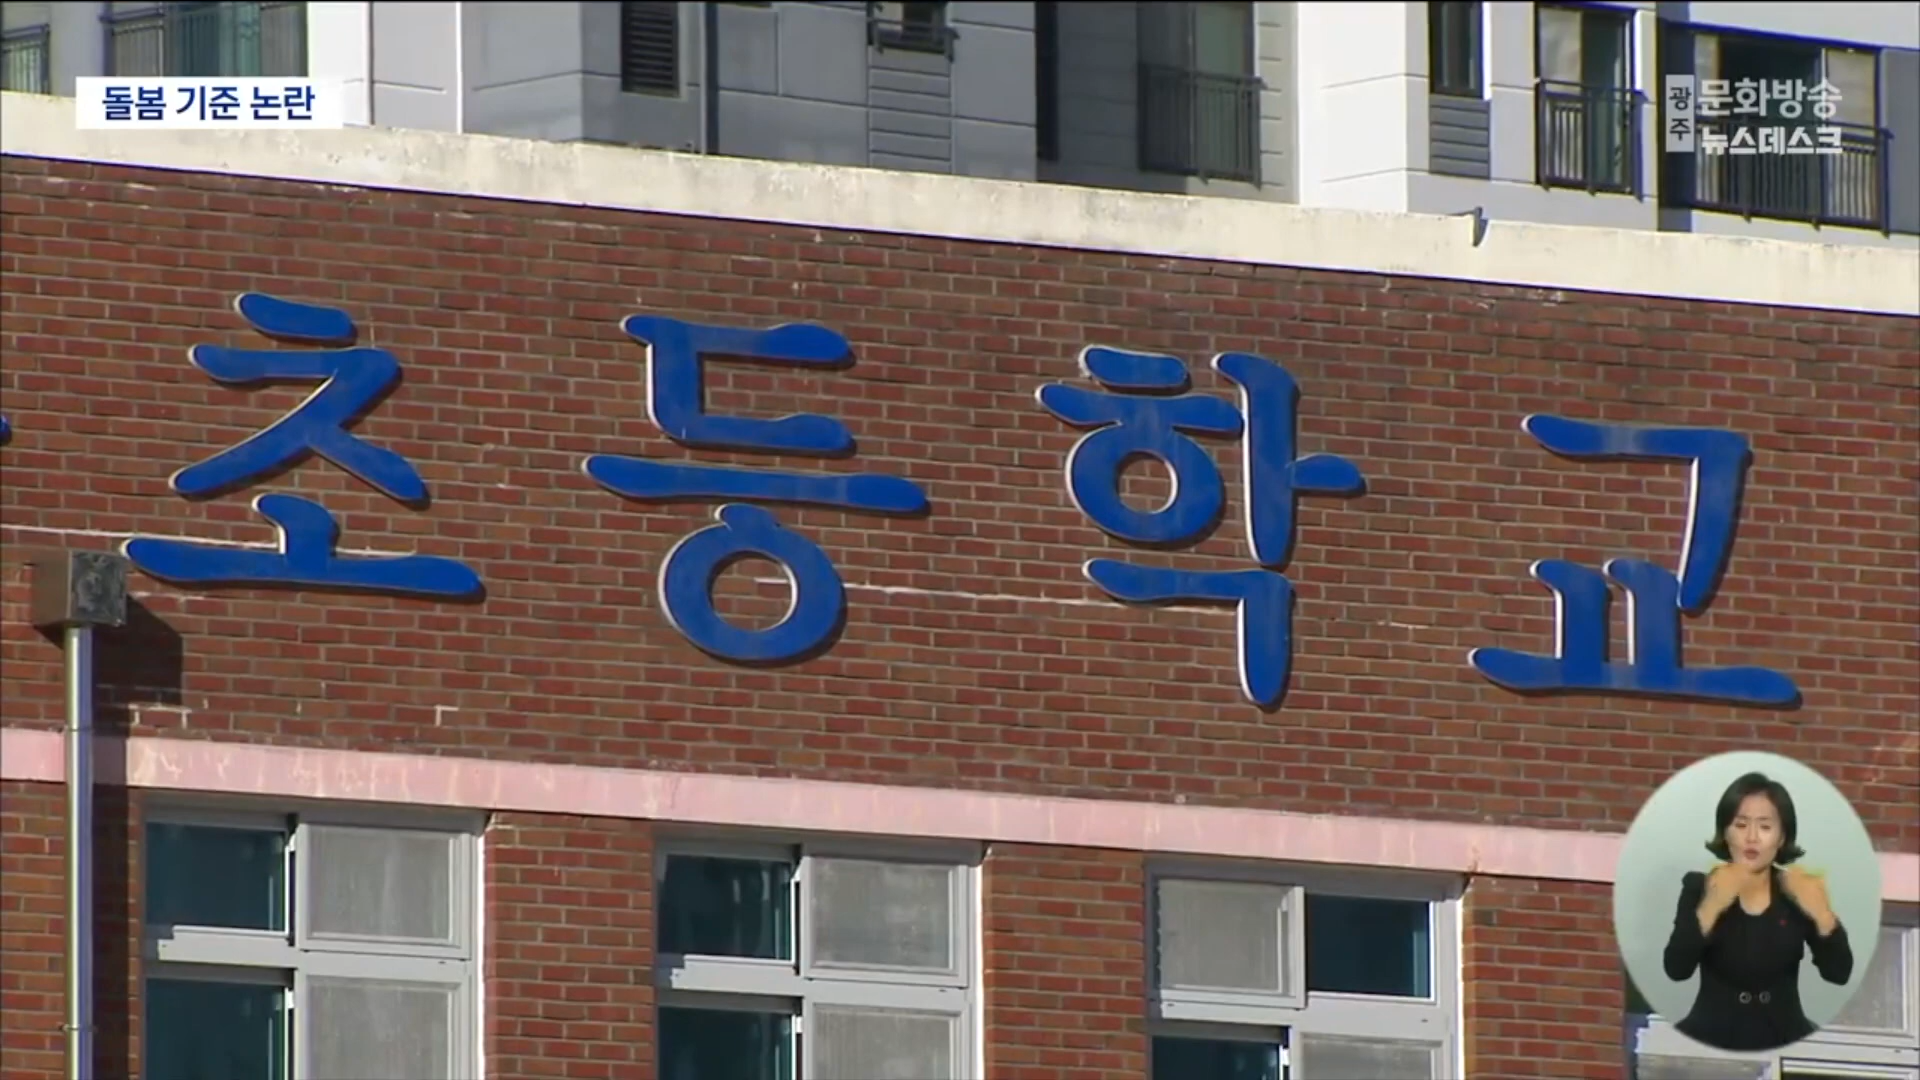 돌봄 기준 논란
광주
문화방송
뉴스데스크
초등학교